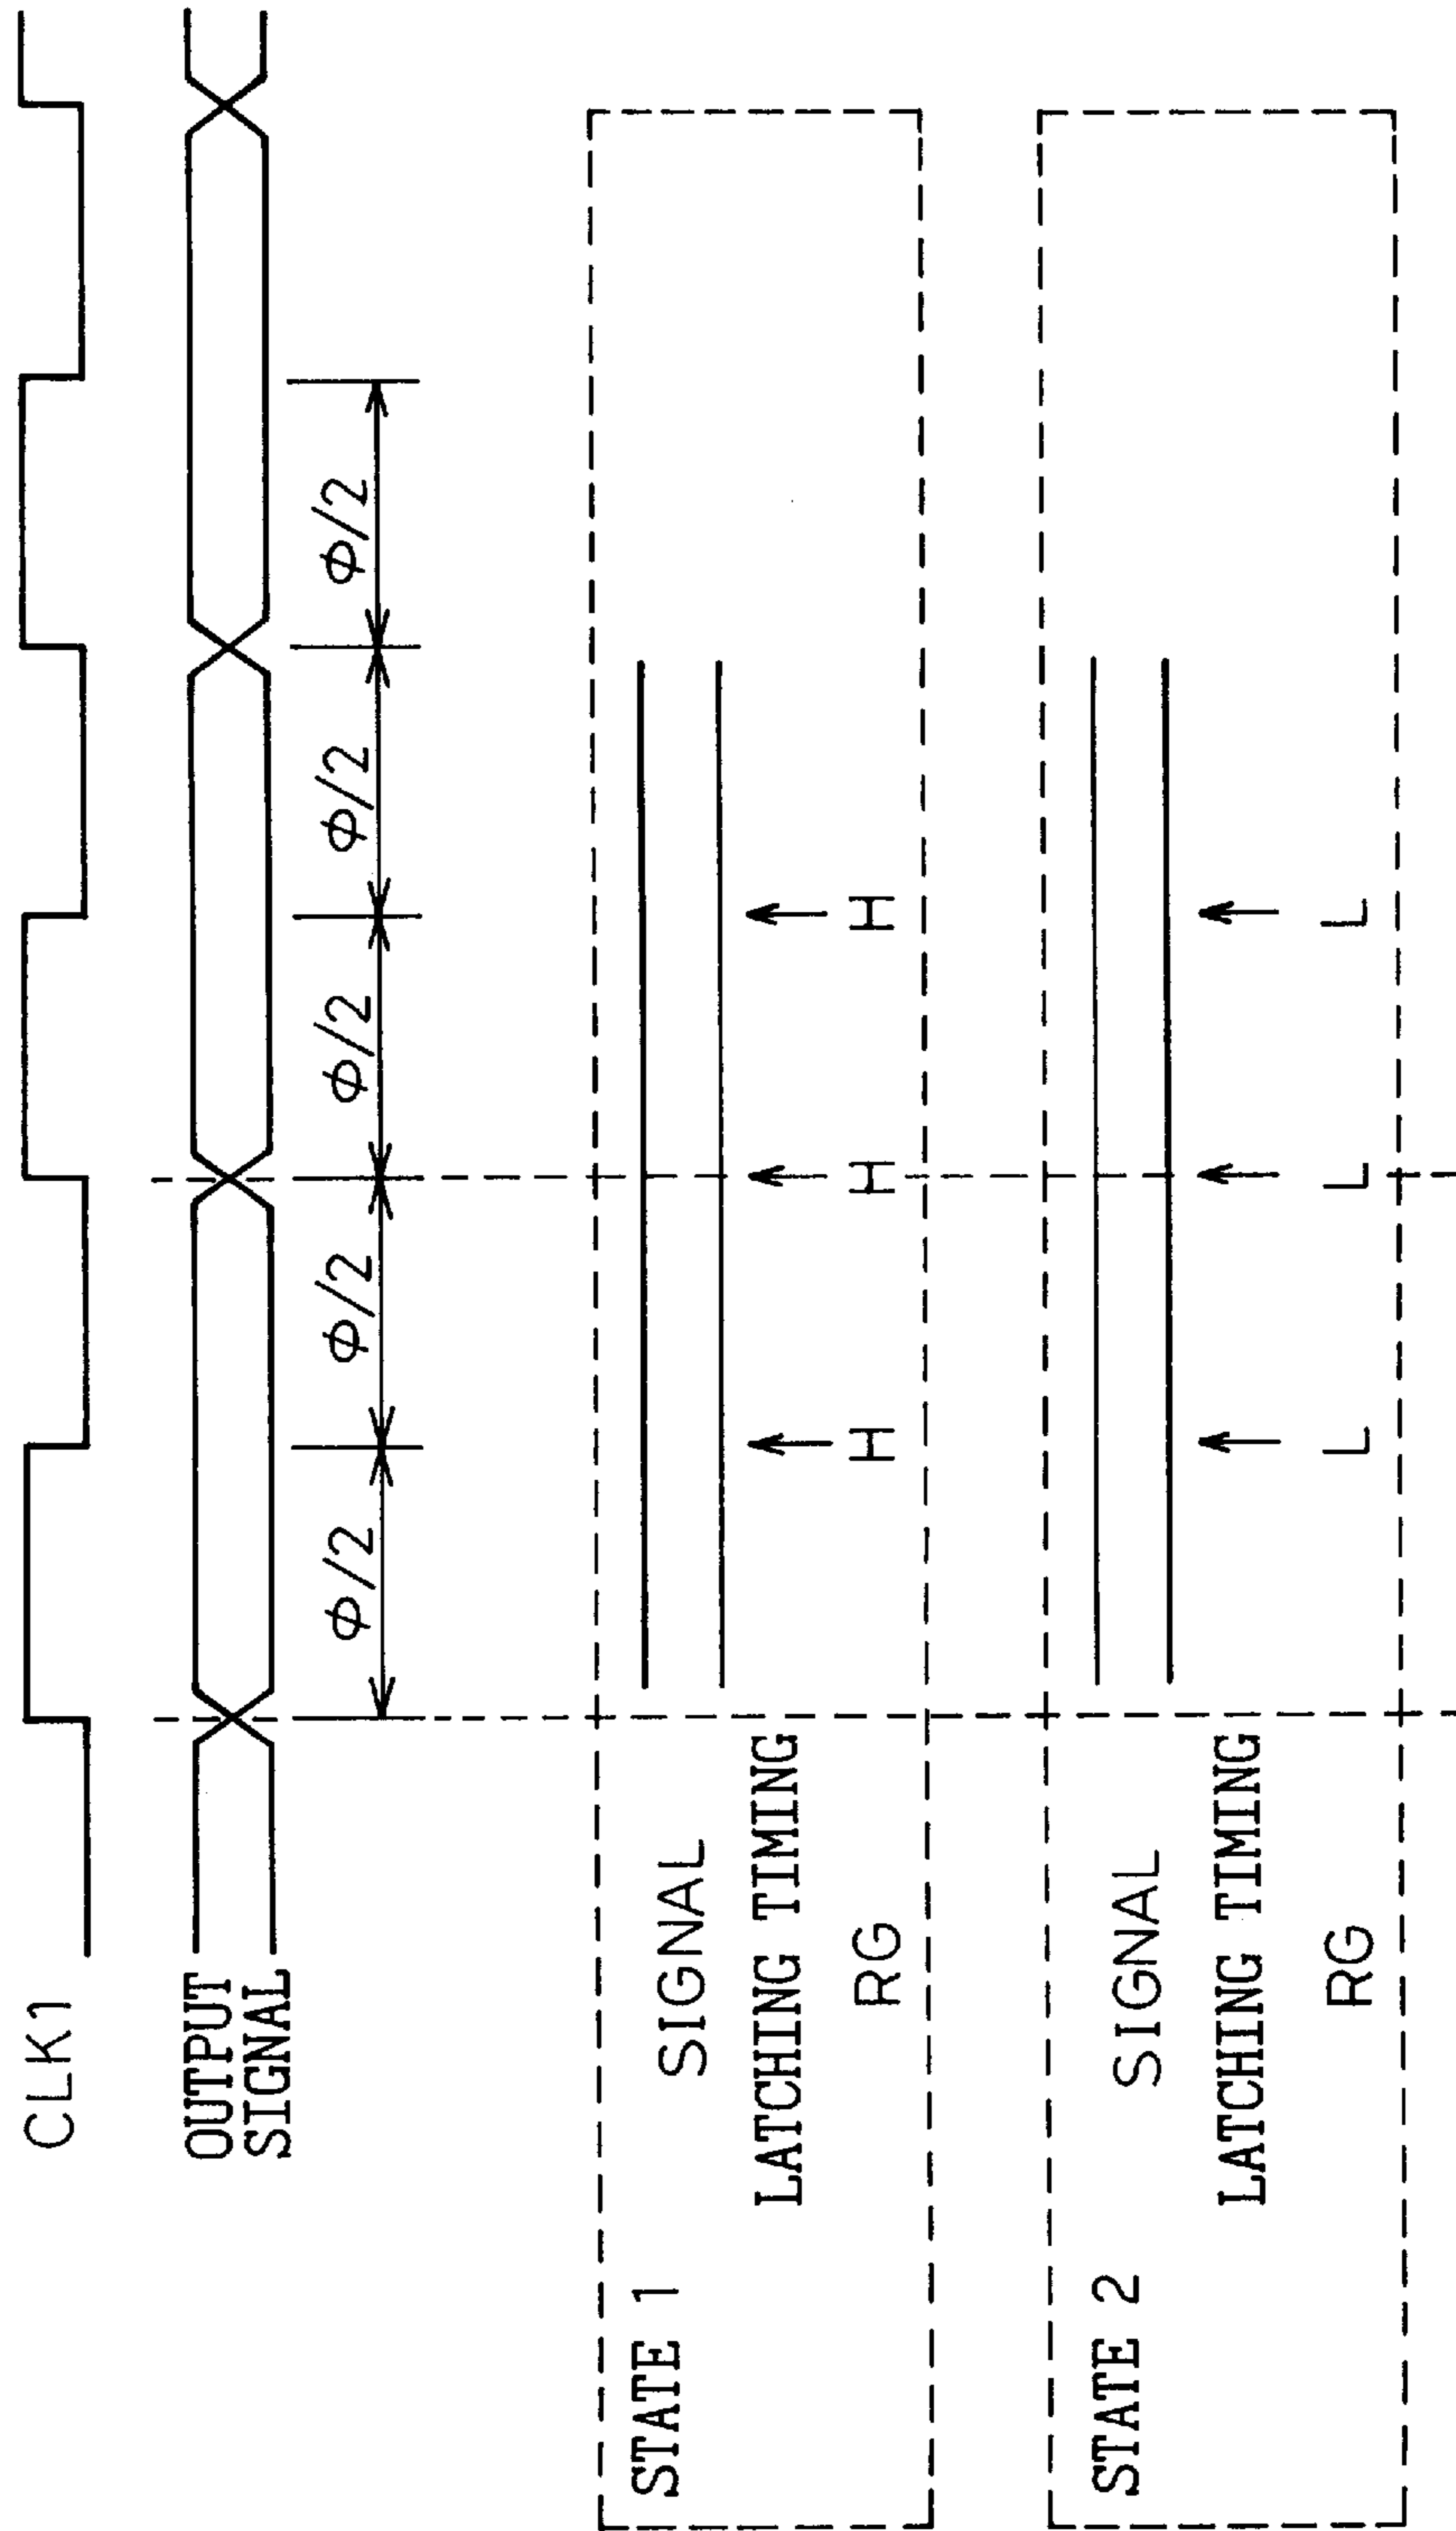 CLK1
OUTPUT
SIGNAL
ϕ/2 ϕ/2 ϕ/2 ϕ/2 ϕ/2
STATE 1
SIGNAL
LATCHING TIMING
RG H H H
STATE 2
SIGNAL
LATCHING TIMING
RG L L L